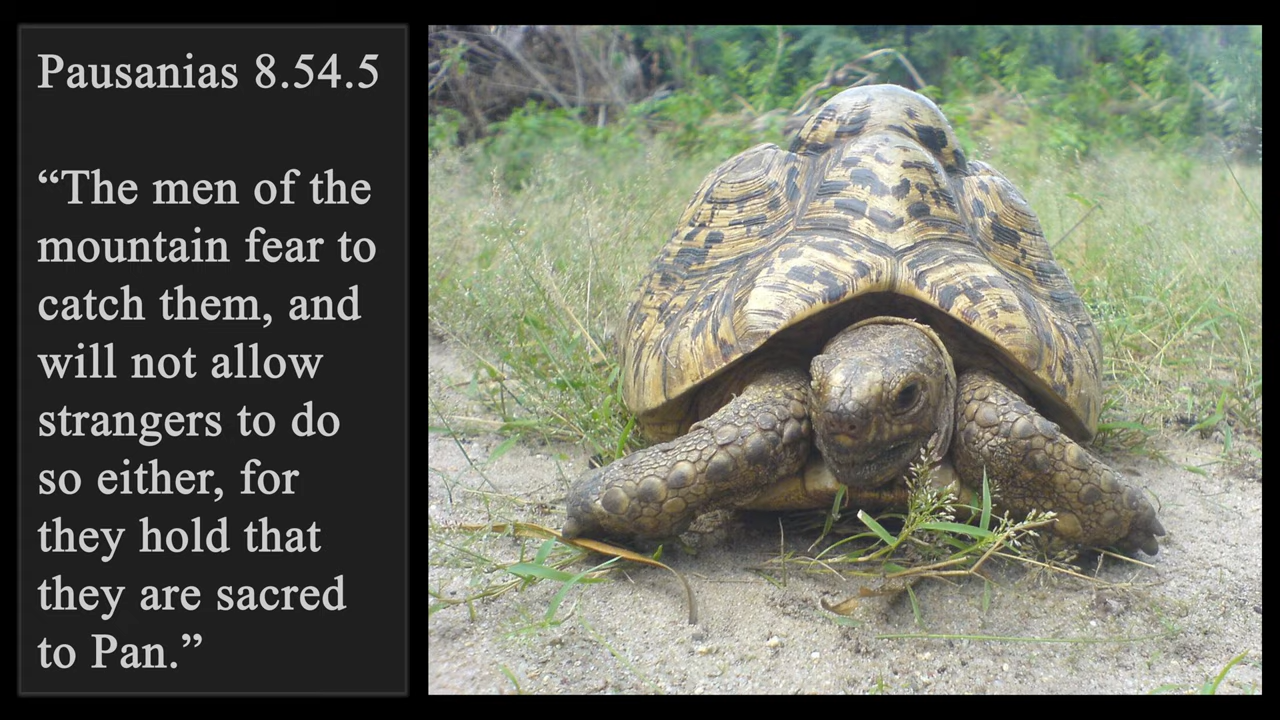 Pausanias 8.54.5
“The men of the
mountain fear to
catch them, and
will not allow
strangers to do
so either, for
they hold that
they are sacred
to Pan.”